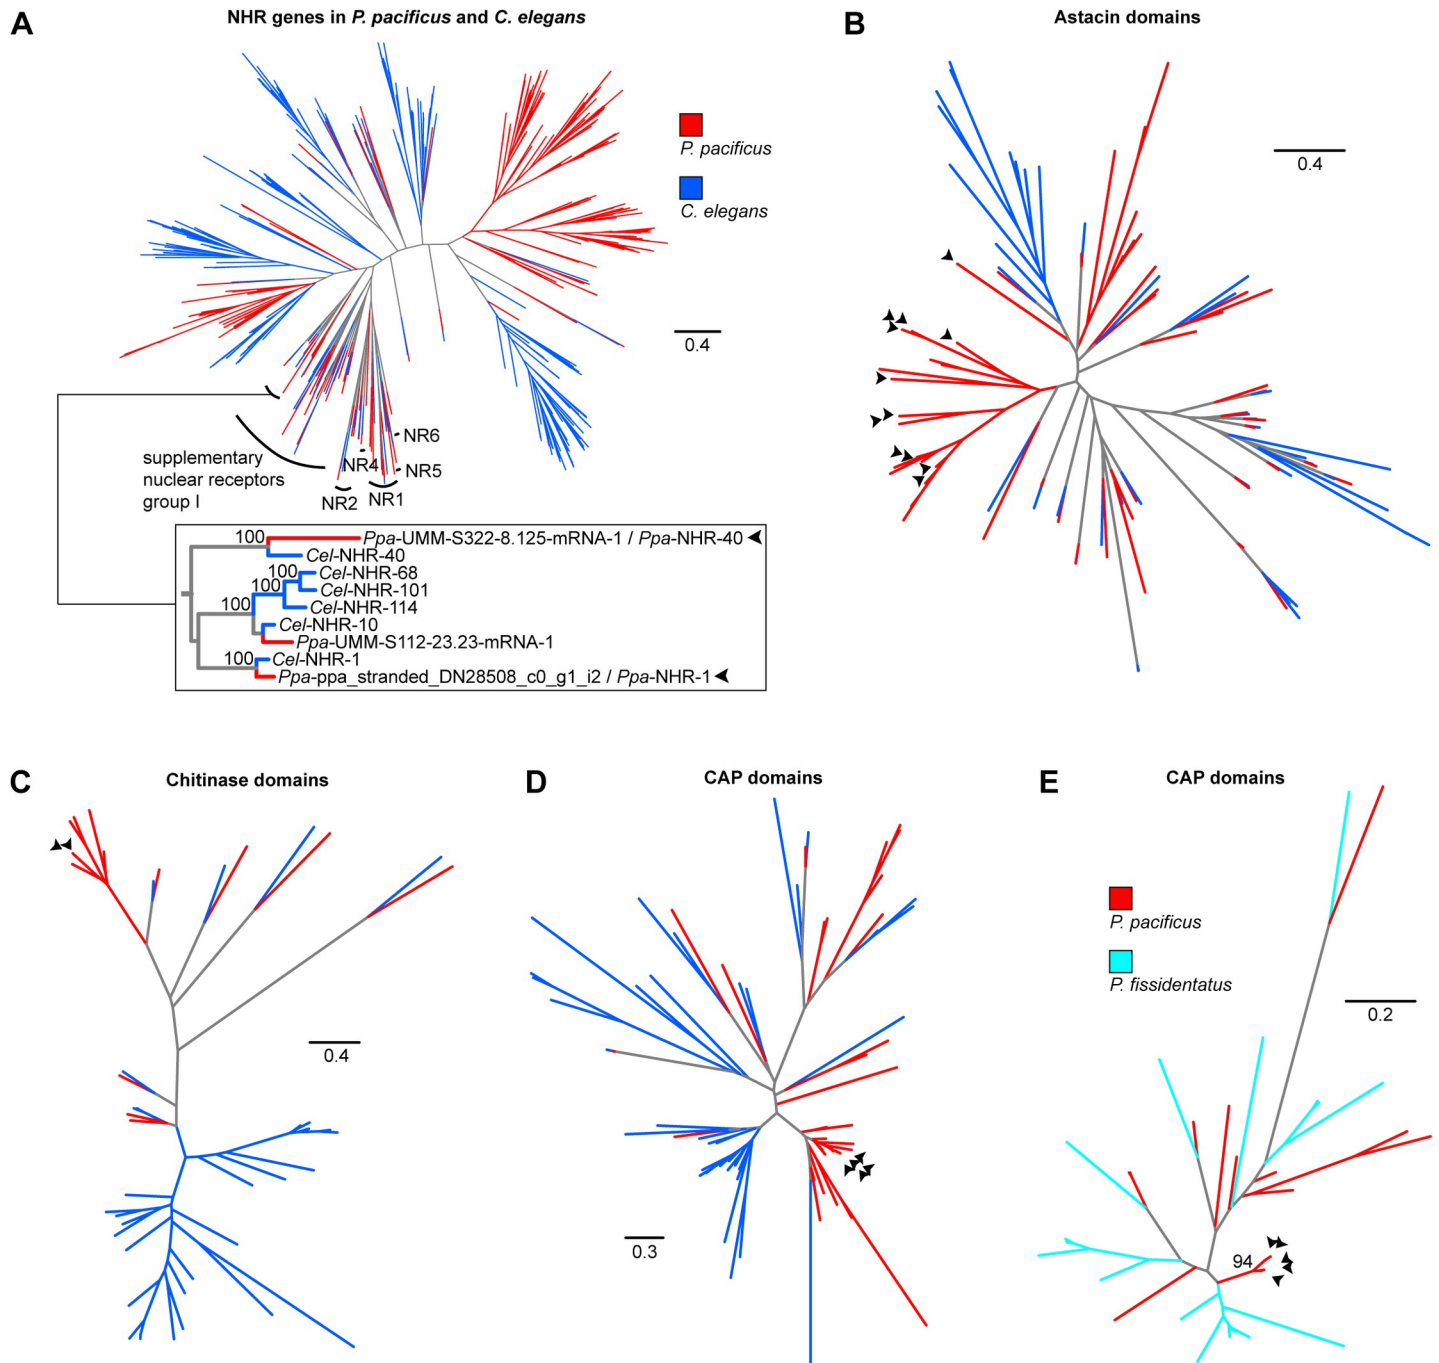 A
NHR genes in P. pacificus and C. elegans
P. pacificus
C. elegans
0.4
supplementary
nuclear receptors
group I
NR6
NR4
NR5
NR2
NR1
100
Ppa-UMM-S322-8.125-mRNA-1 / Ppa-NHR-40
Cel-NHR-40
100
Cel-NHR-68
100
Cel-NHR-101
100
Cel-NHR-114
Cel-NHR-10
Ppa-UMM-S112-23.23-mRNA-1
100
Cel-NHR-1
Ppa-ppa_stranded_DN28508_c0_g1_i2 / Ppa-NHR-1
B
Astacin domains
0.4
C
Chitinase domains
0.4
D
CAP domains
0.3
E
CAP domains
P. pacificus
P. fissidentatus
0.2
94